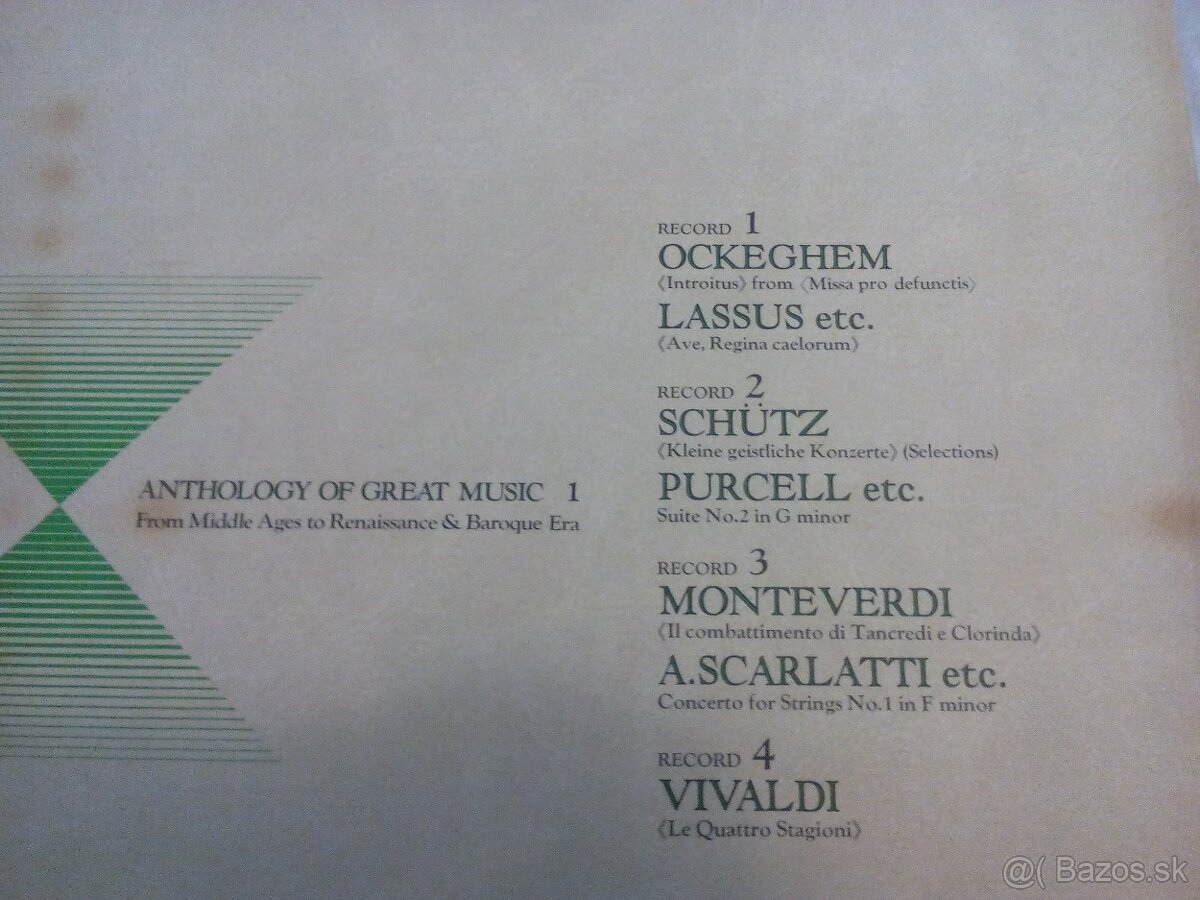 RECORD 1
OCKEGHEM
《Introitus》 from 〈Missa pro defunctis〉
LASSUS etc.
《Ave, Regina caelorum》
RECORD 2
SCHÜTZ
《Kleine geistliche Konzerte》 (Selections)
PURCELL etc.
Suite No.2 in G minor
RECORD 3
MONTEVERDI
《Il combattimento di Tancredi e Clorinda》
A.SCARLATTI etc.
Concerto for Strings No.1 in F minor
RECORD 4
VIVALDI
《Le Quattro Stagioni》
ANTHOLOGY OF GREAT MUSIC 1
From Middle Ages to Renaissance & Baroque Era
@( Bazos.sk